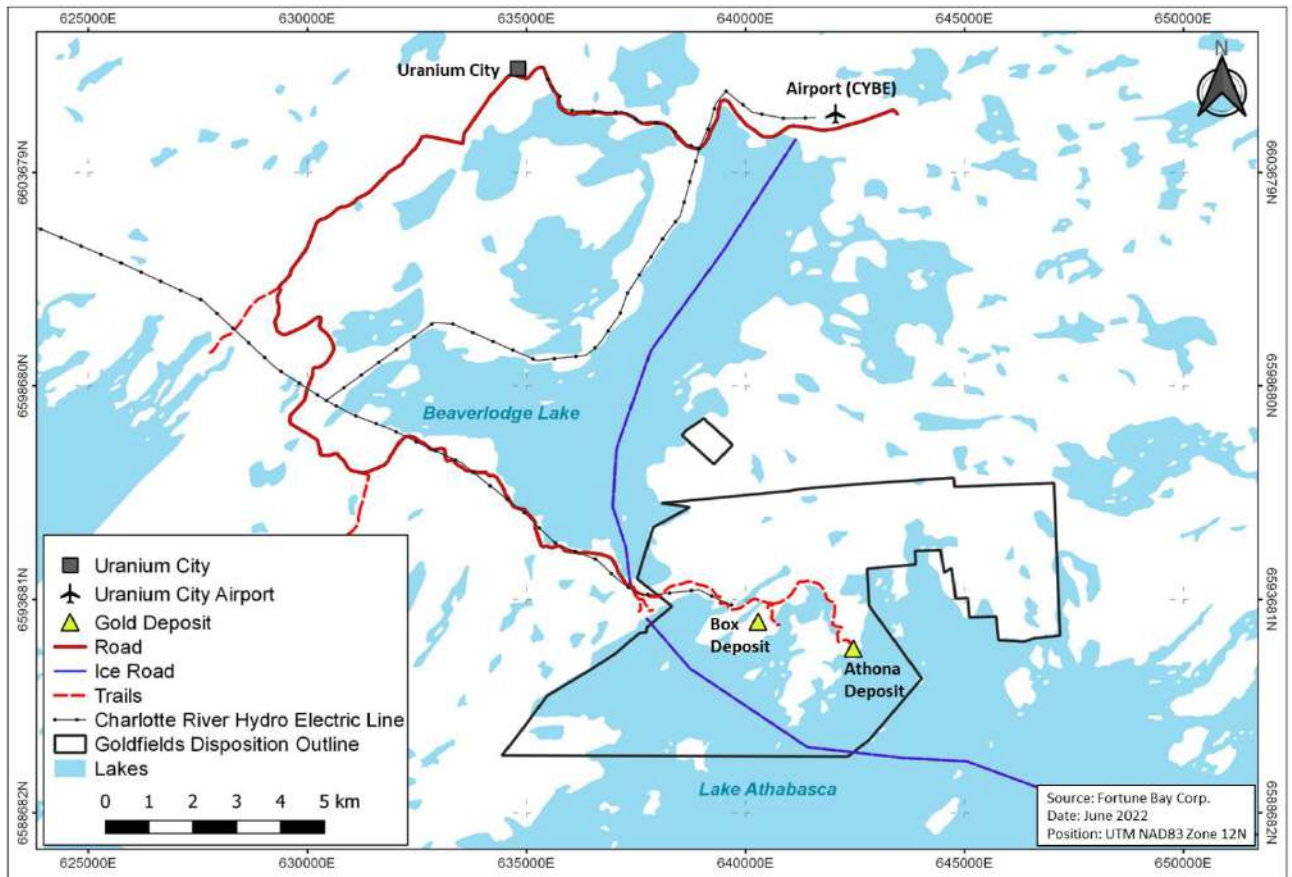 625000E
630000E
635000E
640000E
645000E
650000E
N
Uranium City
Airport (CYBE)
6603679N
6603679N
6598680N
6598680N
Beaverlodge Lake
6593681N
6593681N
Box
Deposit
Athona
Deposit
Lake Athabasca
Uranium City
Uranium City Airport
Gold Deposit
Road
Ice Road
Trails
Charlotte River Hydro Electric Line
Goldfields Disposition Outline
Lakes
0 1 2 3 4 5 km
Source: Fortune Bay Corp.
Date: June 2022
Position: UTM NAD83 Zone 12N
6588682N
6588682N
625000E
630000E
635000E
640000E
645000E
650000E